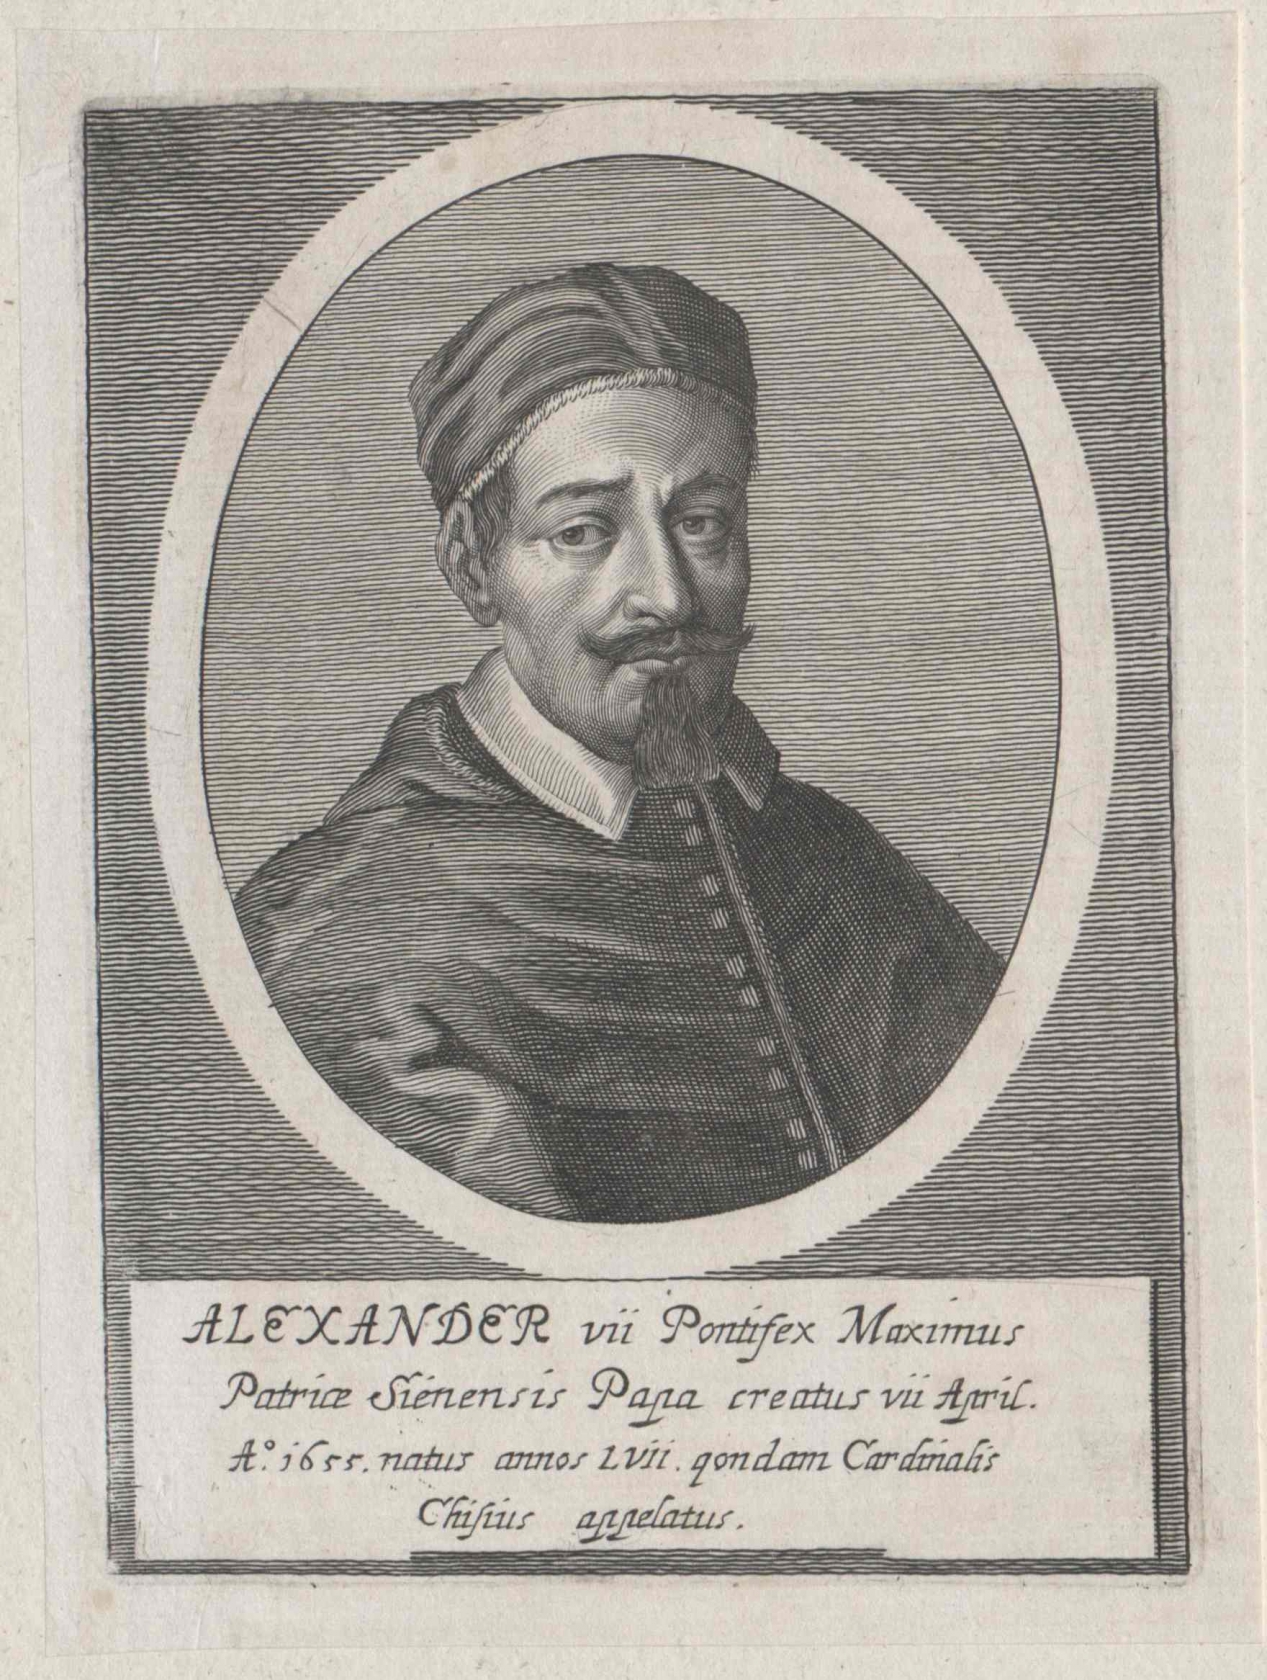 ALEXANDER vii Pontifex Maximus
Patriæ Sienensis Papa creatus vii April.
A.º 1655. natus annos LVII. qondam Cardinalis
Chiſius appelatus.